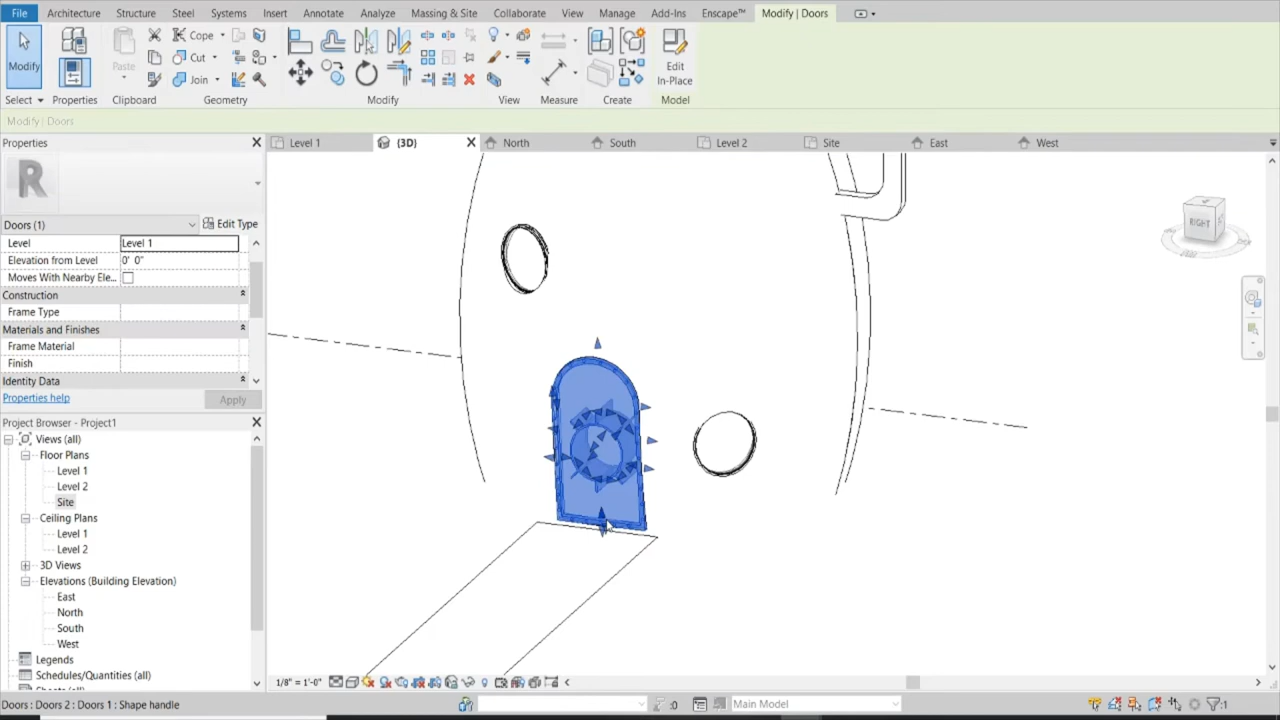 File Architecture Structure Steel Systems Insert Annotate Analyze Massing & Site Collaborate View Manage Add-Ins Enscape™ Modify | Doors
Cope
Cut
Join
Modify Paste Edit In-Place
Select Properties Clipboard Geometry Modify View Measure Create Model
Modify | Doors
Properties
Level 1 {3D} North South Level 2 Site East West
R
Doors (1) Edit Type
Level Level 1
Elevation from Level 0' 0"
Moves With Nearby Ele...
Construction
Frame Type
Materials and Finishes
Frame Material
Finish
Identity Data
Properties help Apply
Project Browser - Project1
Views (all)
Floor Plans
Level 1
Level 2
Site
Ceiling Plans
Level 1
Level 2
3D Views
Elevations (Building Elevation)
East
North
South
West
Legends
Schedules/Quantities (all)
RIGHT
1/8" = 1'-0"
Doors : Doors 2 : Doors 1 : Shape handle :0 Main Model :1